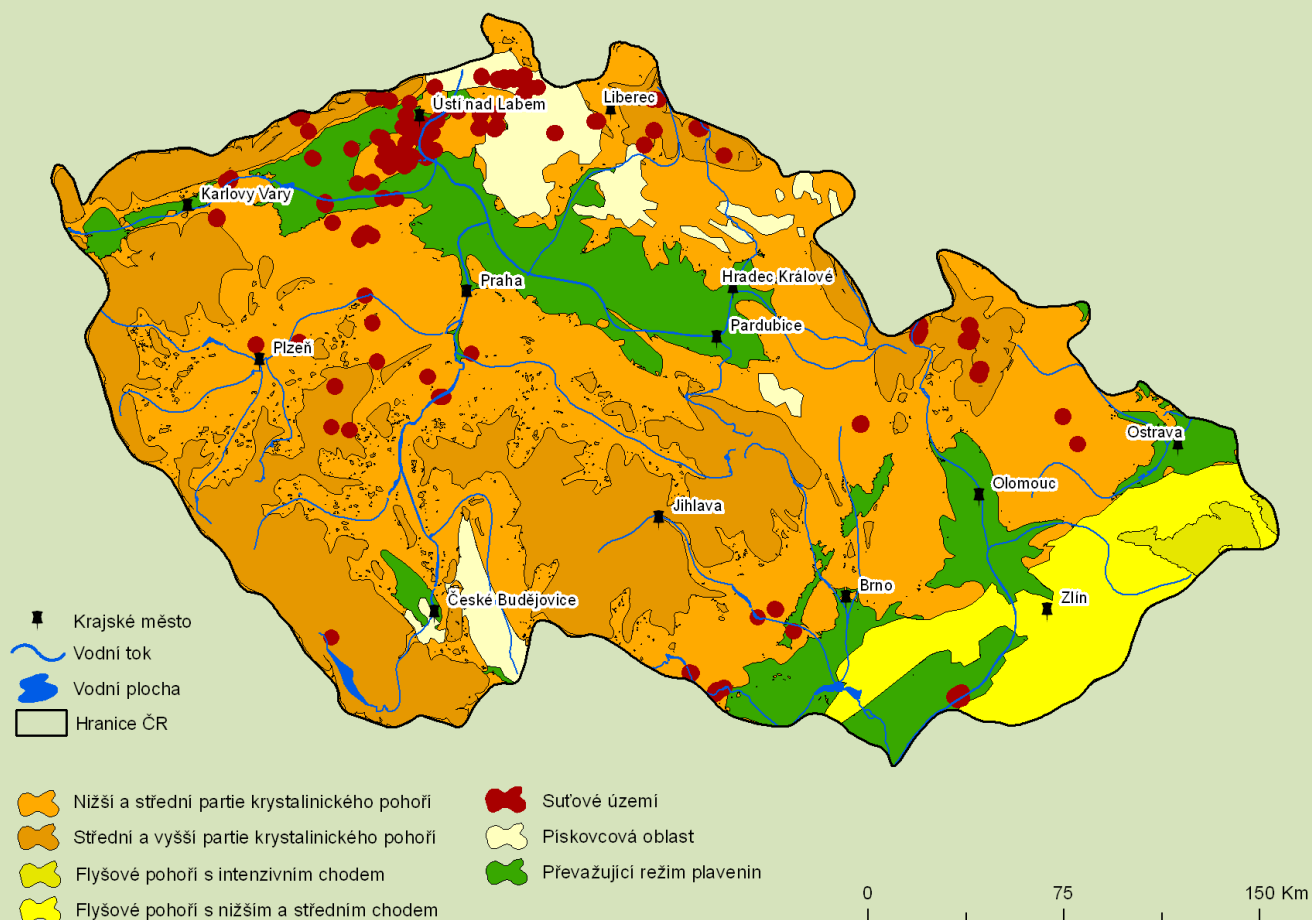 Ústí nad Labem
Liberec
Karlovy Vary
Praha
Hradec Králové
Pardubice
Plzeň
Ostrava
Olomouc
Jihlava
České Budějovice
Brno
Zlín
Krajské město
Vodní tok
Vodní plocha
Hranice ČR
Nižší a střední partie krystalinického pohoří
Střední a vyšší partie krystalinického pohoří
Flyšové pohoří s intenzivním chodem
Flyšové pohoří s nižším a středním chodem
Suťové území
Pískovcová oblast
Převažující režim plavenin
0 75 150 Km